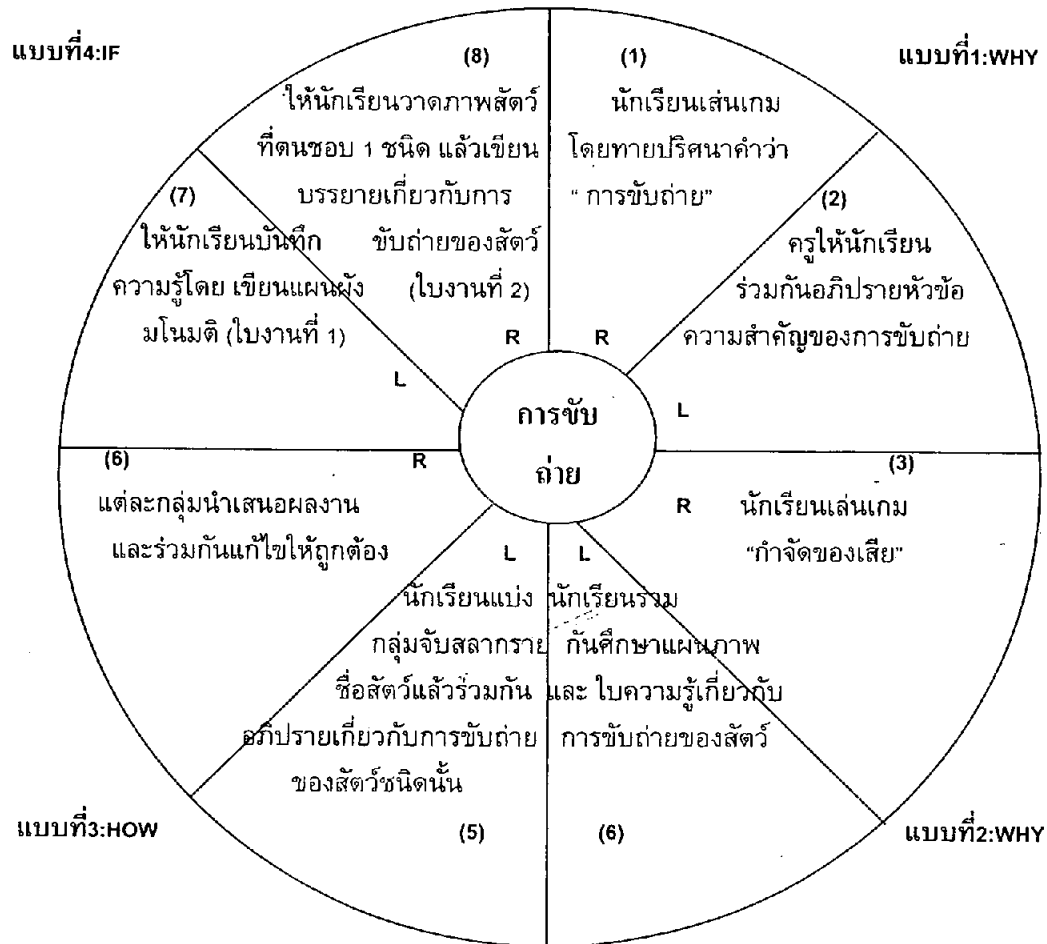 แบบที่4:IF
แบบที่1:WHY
(8)
ให้นักเรียนวาดภาพสัตว์
ที่ตนชอบ 1 ชนิด แล้วเขียน
บรรยายเกี่ยวกับการ
ขับถ่ายของสัตว์
(ใบงานที่ 2)
R
(1)
นักเรียนเล่นเกม
โดยทายปริศนาคำว่า
“ การขับถ่าย”
R
(2)
ครูให้นักเรียน
ร่วมกันอภิปรายหัวข้อ
ความสำคัญของการขับถ่าย
L
(7)
ให้นักเรียนบันทึก
ความรู้โดย เขียนแผนผัง
มโนมติ (ใบงานที่ 1)
L
การขับ
ถ่าย
(6)
R
แต่ละกลุ่มนำเสนอผลงาน
และร่วมกันแก้ไขให้ถูกต้อง
(3)
R
นักเรียนเล่นเกม
“กำจัดของเสีย”
L
นักเรียนแบ่ง
กลุ่มจับสลากราย
ชื่อสัตว์แล้วร่วมกัน
อภิปรายเกี่ยวกับการขับถ่าย
ของสัตว์ชนิดนั้น
(5)
L
นักเรียนรวม
กันศึกษาแผนภาพ
และ ใบความรู้เกี่ยวกับ
การขับถ่ายของสัตว์
(6)
แบบที่3:HOW
แบบที่2:WHY